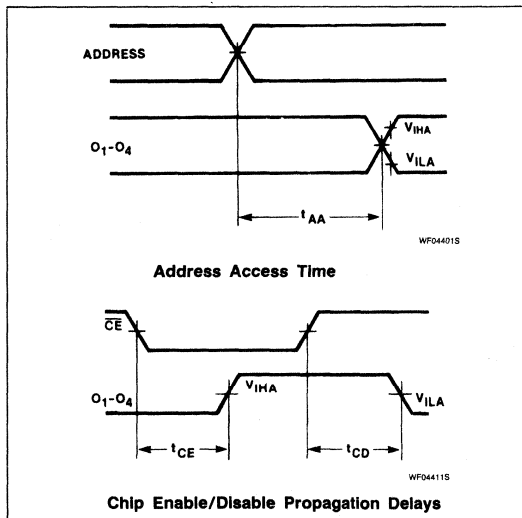 ADDRESS
VIHA
O1-O4
VILA
tAA
WF04401S
Address Access Time
CE
VIHA
O1-O4
VILA
tCE
tCD
WF04411S
Chip Enable/Disable Propagation Delays